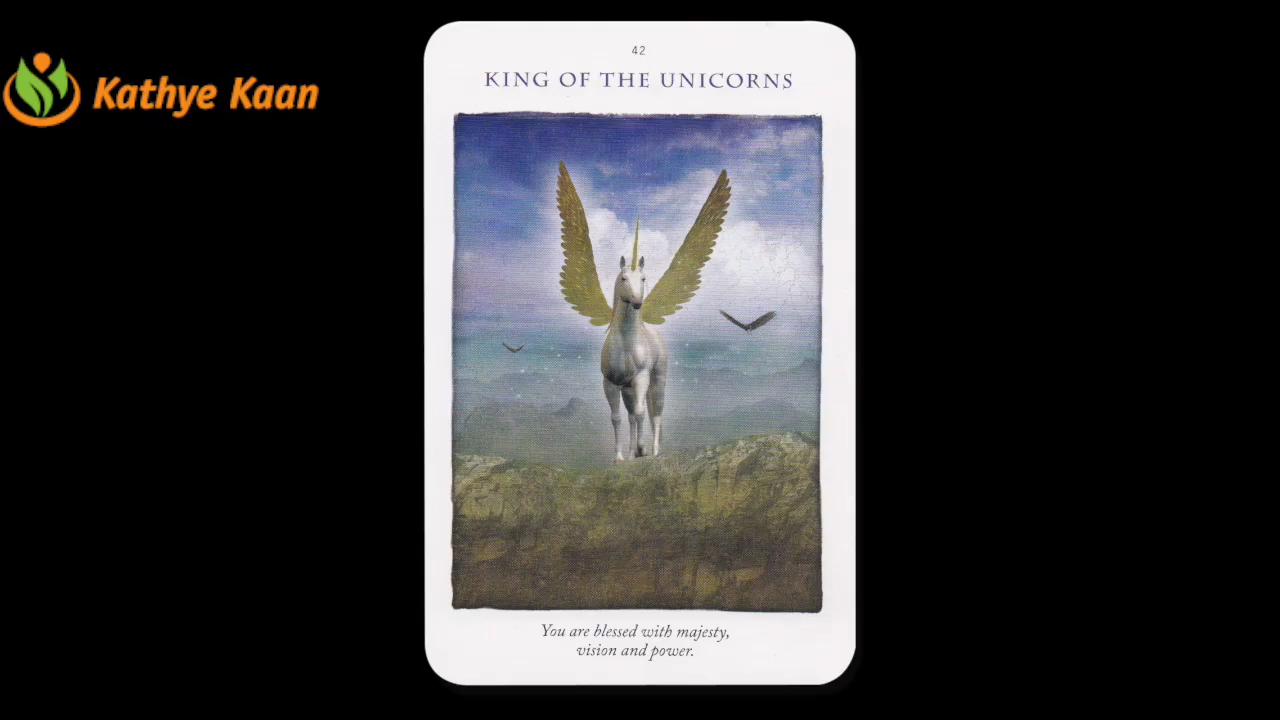 Kathye Kaan
42
KING OF THE UNICORNS
You are blessed with majesty,
vision and power.